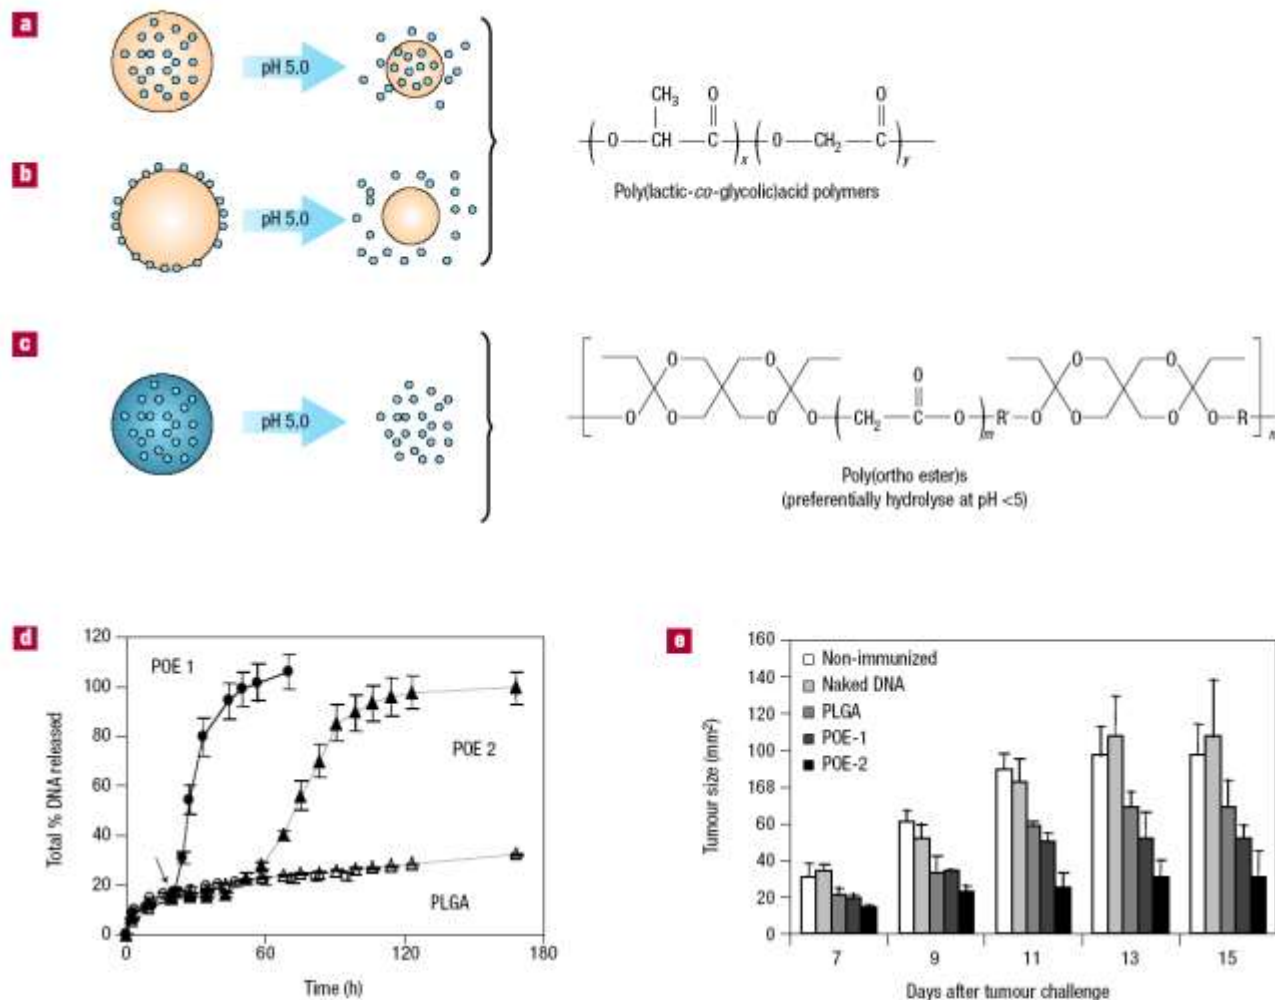 a
pH 5.0
CH3 O O
O CH C x O CH2 C y
Poly(lactic-co-glycolic)acid polymers
b
pH 5.0
c
pH 5.0
O O O O
O
O O O O CH2 C O m R' O O O O R n
Poly(ortho ester)s
(preferentially hydrolyse at pH <5)
d
Total % DNA released
120
100
80
60
40
20
0
POE 1
POE 2
PLGA
0 60 120 180
Time (h)
e
Tumour size (mm2)
160
140
120
100
168
60
40
20
0
Non-immunized
Naked DNA
PLGA
POE-1
POE-2
7 9 11 13 15
Days after tumour challenge